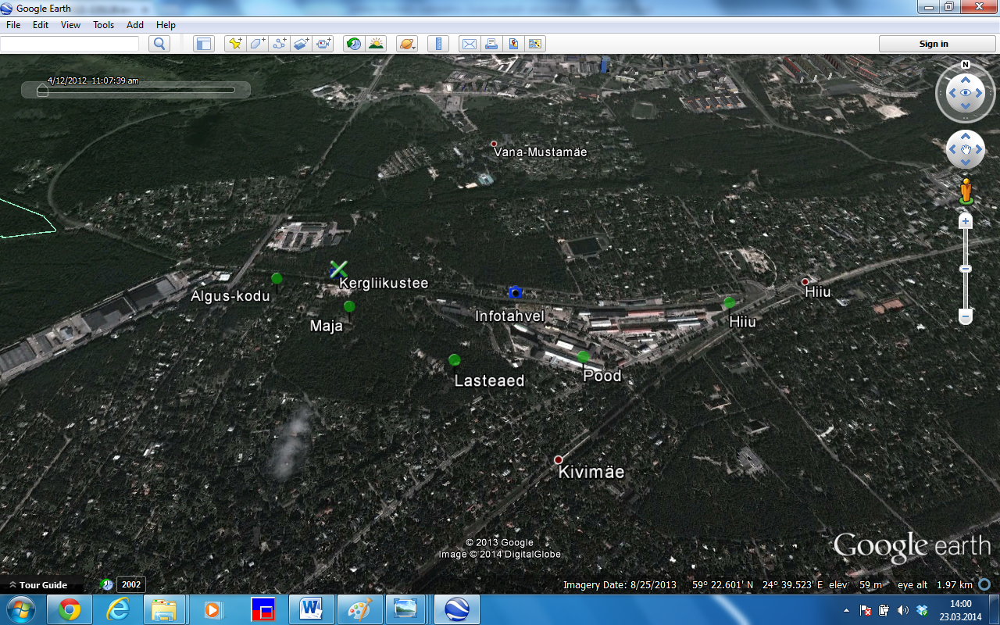 Google Earth
File Edit View Tools Add Help
Sign in
4/12/2012 11:07:39 am
N
Vana-Mustamäe
Kergliikustee
Algus-kodu
Hiiu
Maja
Infotahvel
Hiiu
Lasteaed
Pood
Kivimäe
© 2013 Google
Image © 2014 DigitalGlobe
Google earth
Tour Guide
2002
Imagery Date: 8/25/2013 59° 22.601' N 24° 39.523' E elev 59 m eye alt 1.97 km
14:00
23.03.2014